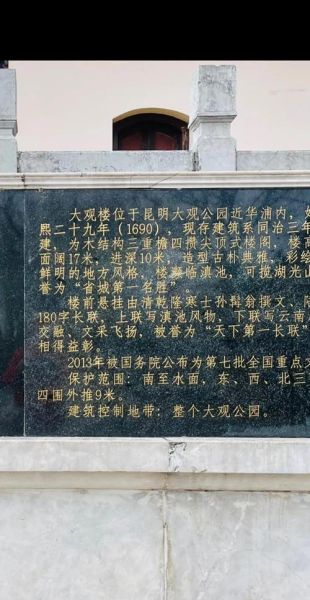 大观楼位于昆明大观公园近华浦内，始
熙二十九年（1690），现存建筑系同治三年
建，为木结构三重檐四攒尖顶式楼阁，楼高
面阔17米，进深10米，造型古朴典雅，彩绘
鲜明的地方风格，楼临滇池，可揽湖光山
誉为“省城第一名胜”。
楼前悬挂由清乾隆寒士孙髯翁撰文、陆
180字长联，上联写滇池风物，下联写云南历
交融、文采飞扬，被誉为“天下第一长联”
相得益彰。
2013年被国务院公布为第七批全国重点文
保护范围：南至水面，东、西、北三
四围外推9米。
建筑控制地带：整个大观公园。